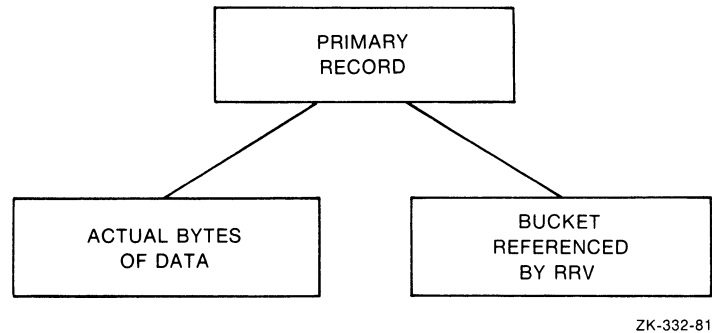 PRIMARY
RECORD
ACTUAL BYTES
OF DATA
BUCKET
REFERENCED
BY RRV
ZK-332-81